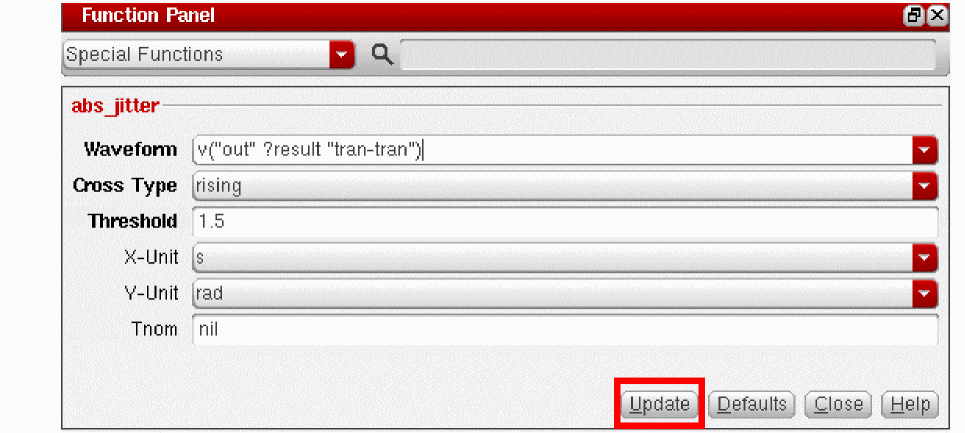 Function Panel
Special Functions
abs_jitter
Waveform v("out" ?result "tran-tran")
Cross Type rising
Threshold 1.5
X-Unit s
Y-Unit rad
Tnom nil
Update Defaults Close Help